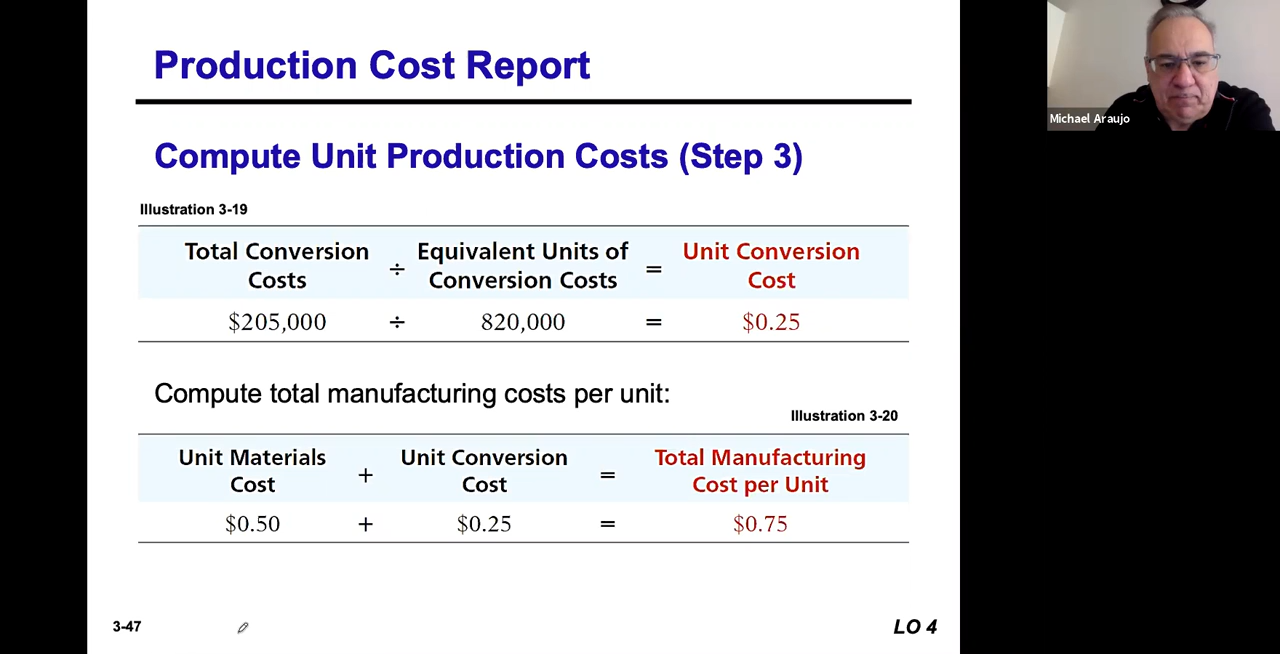 Production Cost Report
Michael Araujo
Compute Unit Production Costs (Step 3)
Illustration 3-19
Total Conversion Costs ÷ Equivalent Units of Conversion Costs = Unit Conversion Cost
$205,000 ÷ 820,000 = $0.25
Compute total manufacturing costs per unit:
Illustration 3-20
Unit Materials Cost + Unit Conversion Cost = Total Manufacturing Cost per Unit
$0.50 + $0.25 = $0.75
3-47
LO 4